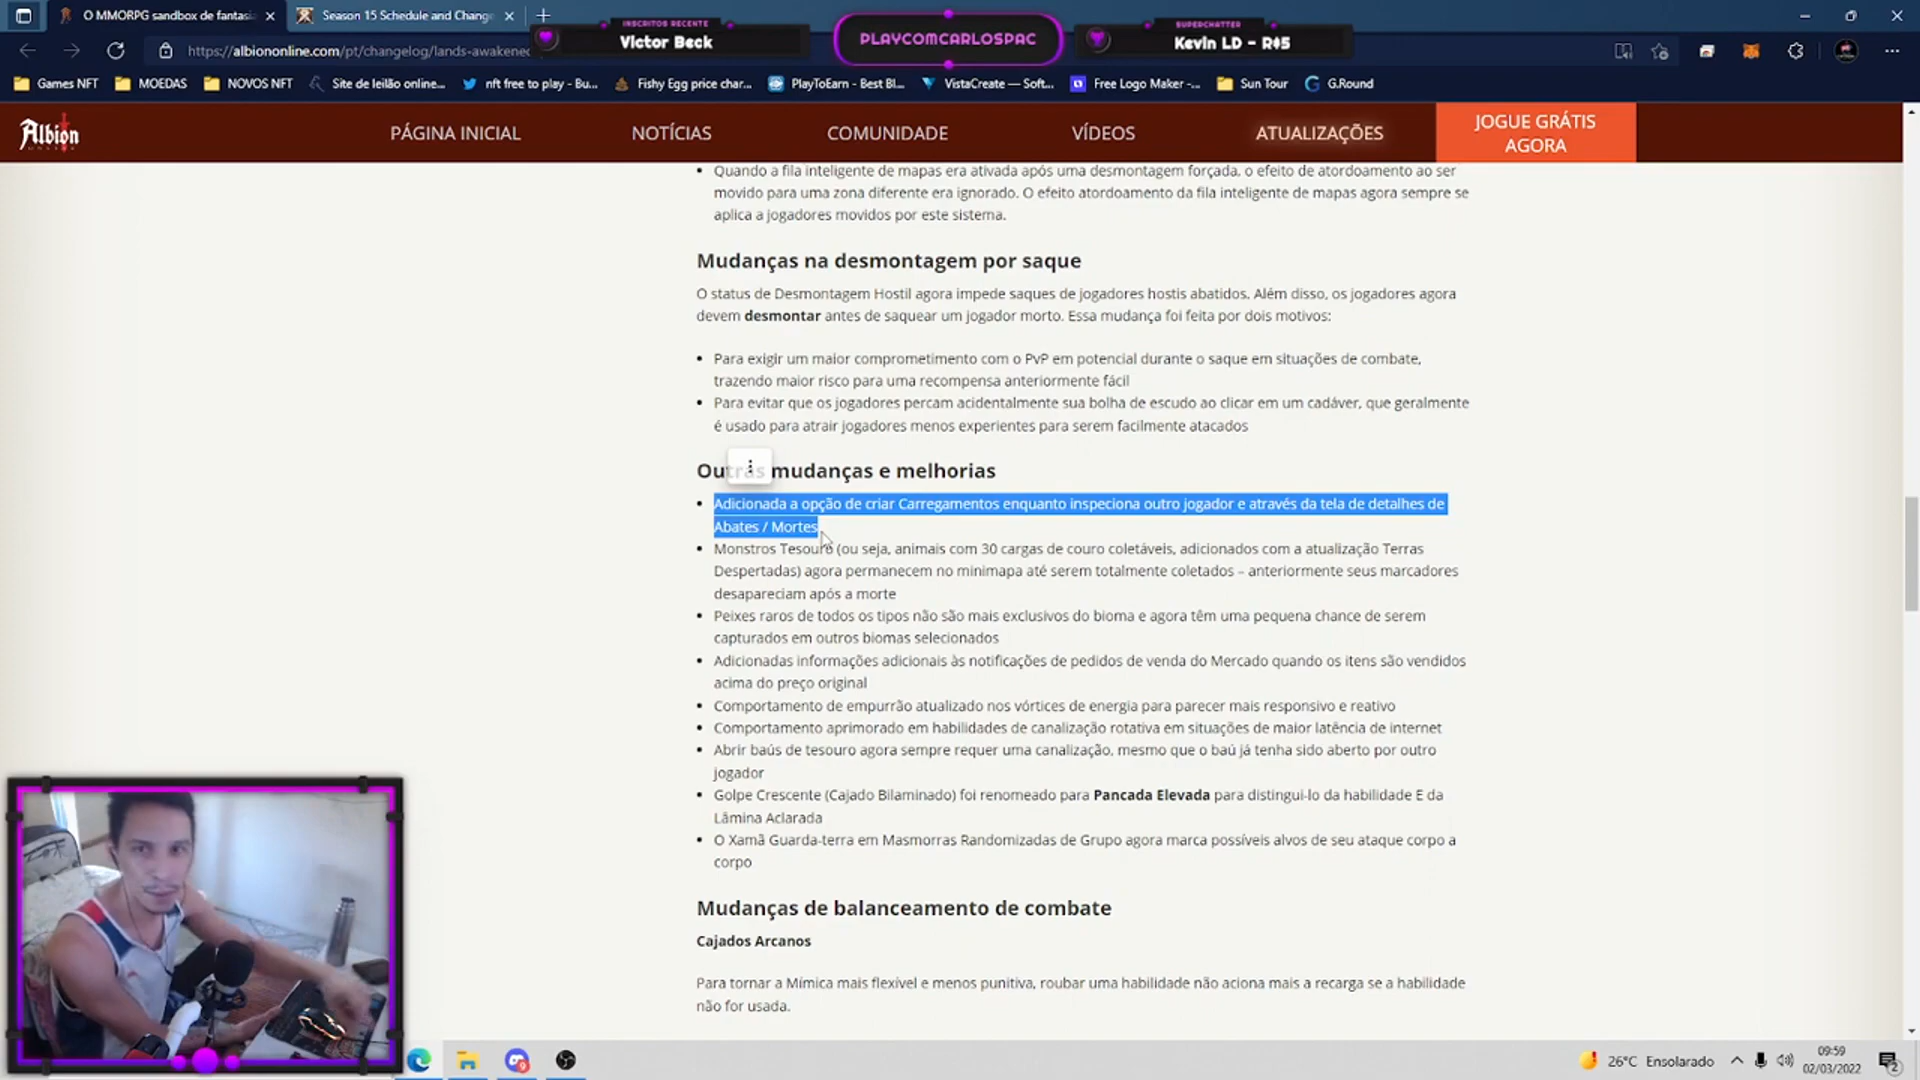 O MMORPG sandbox de fantasia
Season 15 Schedule and Change
INSCRITOS RECENTE
Victor Beck
PLAYCOMCARLOSPAC
SUPERCHATTER
Kevin LD - R$5
https://albiononline.com/pt/changelog/lands-awakened
Games NFT
MOEDAS
NOVOS NFT
Site de leilão online...
nft free to play - Bu...
Fishy Egg price char...
PlayToEarn - Best Bl...
VistaCreate — Soft...
Free Logo Maker -...
Sun Tour
G.Round
Albion
PÁGINA INICIAL
NOTÍCIAS
COMUNIDADE
VÍDEOS
ATUALIZAÇÕES
JOGUE GRÁTIS
AGORA
• Quando a fila inteligente de mapas era ativada após uma desmontagem forçada, o efeito de atordoamento ao ser
movido para uma zona diferente era ignorado. O efeito atordoamento da fila inteligente de mapas agora sempre se
aplica a jogadores movidos por este sistema.
Mudanças na desmontagem por saque
O status de Desmontagem Hostil agora impede saques de jogadores hostis abatidos. Além disso, os jogadores agora
devem desmontar antes de saquear um jogador morto. Essa mudança foi feita por dois motivos:
• Para exigir um maior comprometimento com o PvP em potencial durante o saque em situações de combate,
trazendo maior risco para uma recompensa anteriormente fácil
• Para evitar que os jogadores percam acidentalmente sua bolha de escudo ao clicar em um cadáver, que geralmente
é usado para atrair jogadores menos experientes para serem facilmente atacados
Outras mudanças e melhorias
• Adicionada a opção de criar Carregamentos enquanto inspeciona outro jogador e através da tela de detalhes de
Abates / Mortes
• Monstros Tesouro (ou seja, animais com 30 cargas de couro coletáveis, adicionados com a atualização Terras
Despertadas) agora permanecem no minimapa até serem totalmente coletados – anteriormente seus marcadores
desapareciam após a morte
• Peixes raros de todos os tipos não são mais exclusivos do bioma e agora têm uma pequena chance de serem
capturados em outros biomas selecionados
• Adicionadas informações adicionais às notificações de pedidos de venda do Mercado quando os itens são vendidos
acima do preço original
• Comportamento de empurrão atualizado nos vórtices de energia para parecer mais responsivo e reativo
• Comportamento aprimorado em habilidades de canalização rotativa em situações de maior latência de internet
• Abrir baús de tesouro agora sempre requer uma canalização, mesmo que o baú já tenha sido aberto por outro
jogador
• Golpe Crescente (Cajado Bilaminado) foi renomeado para Pancada Elevada para distingui-lo da habilidade E da
Lâmina Aclarada
• O Xamã Guarda-terra em Masmorras Randomizadas de Grupo agora marca possíveis alvos de seu ataque corpo a
corpo
Mudanças de balanceamento de combate
Cajados Arcanos
Para tornar a Mímica mais flexível e menos punitiva, roubar uma habilidade não aciona mais a recarga se a habilidade
não for usada.
26°C Ensolarado
09:59
02/03/2022